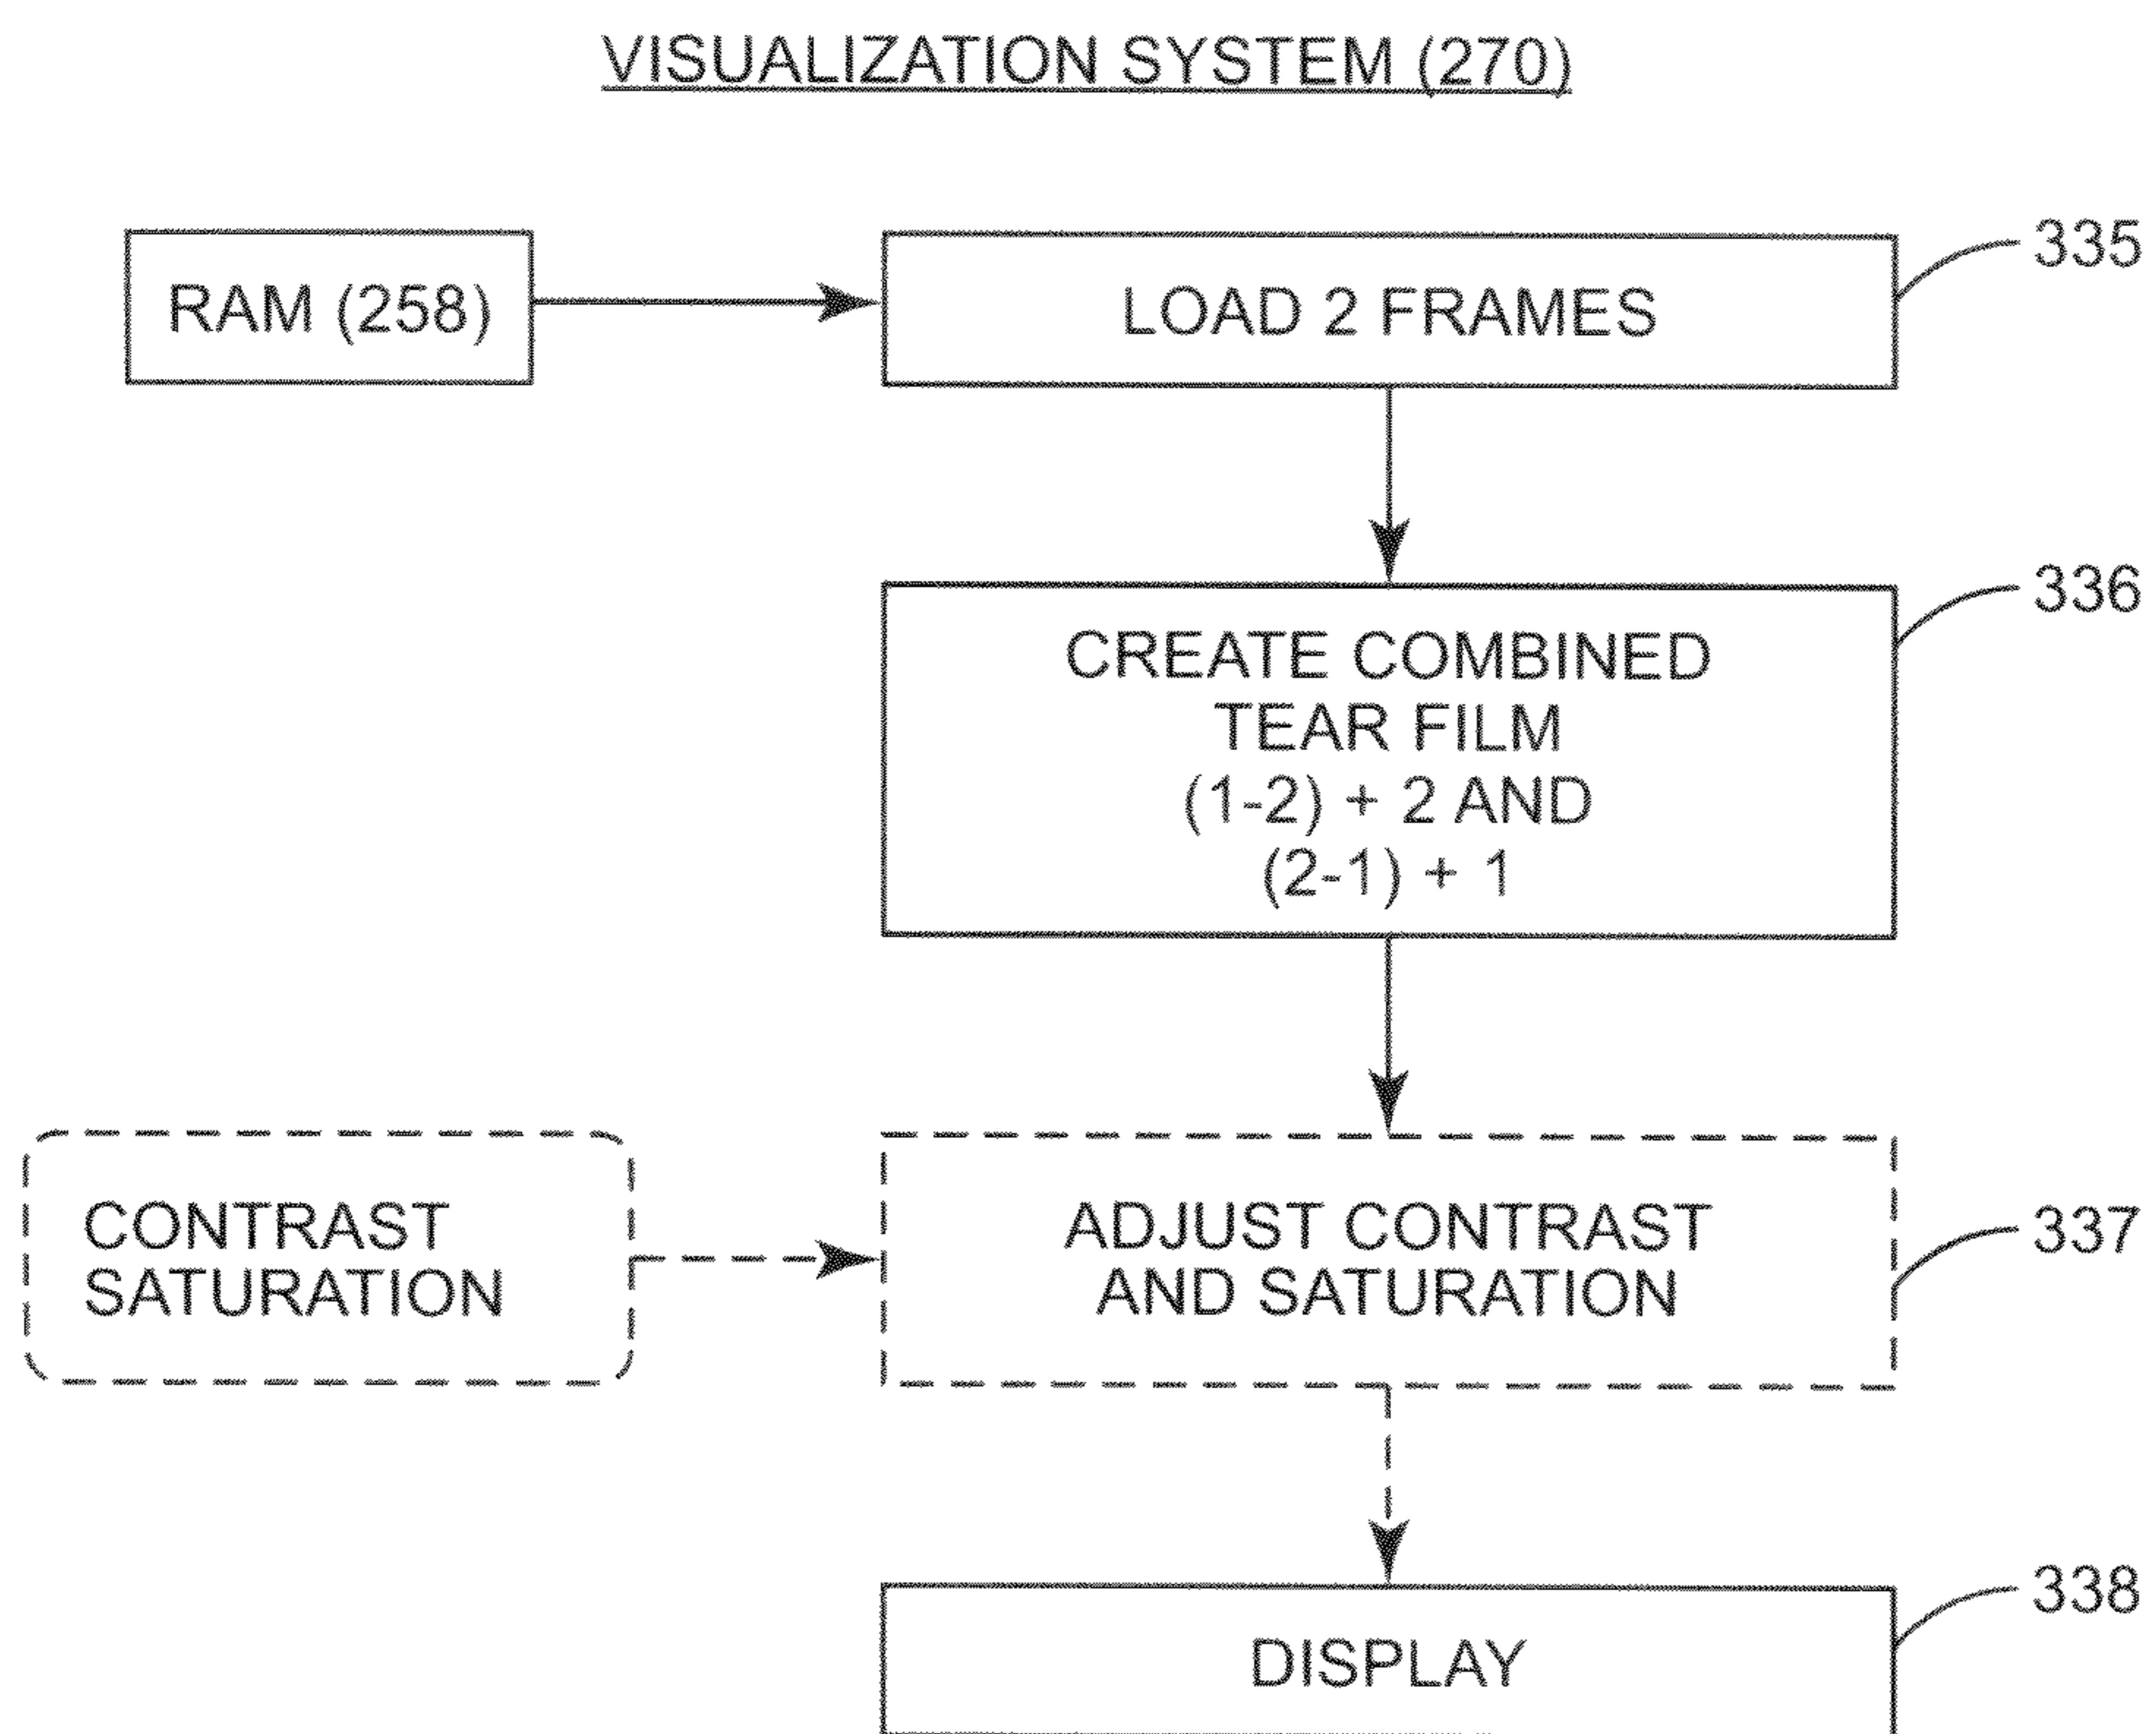 VISUALIZATION SYSTEM (270)
RAM (258)
LOAD 2 FRAMES
335
CREATE COMBINED
TEAR FILM
(1-2) + 2 AND
(2-1) + 1
336
CONTRAST
SATURATION
ADJUST CONTRAST
AND SATURATION
337
DISPLAY
338